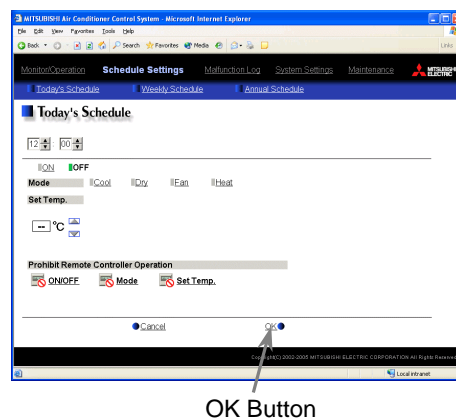 MITSUBISHI Air Conditioner Control System - Microsoft Internet Explorer
File Edit View Favorites Tools Help
Back Search Favorites Media Links
Monitor/Operation Schedule Settings Malfunction Log System Settings Maintenance MITSUBISHI ELECTRIC
Today's Schedule Weekly Schedule Annual Schedule
Today's Schedule
12 : 00
ON OFF
Mode Cool Dry Fan Heat
Set Temp.
-- °C
Prohibit Remote Controller Operation
ON/OFF Mode Set Temp.
Cancel OK
Copyright(C) 2002-2005 MITSUBISHI ELECTRIC CORPORATION All Rights Reserved
Local intranet
OK Button